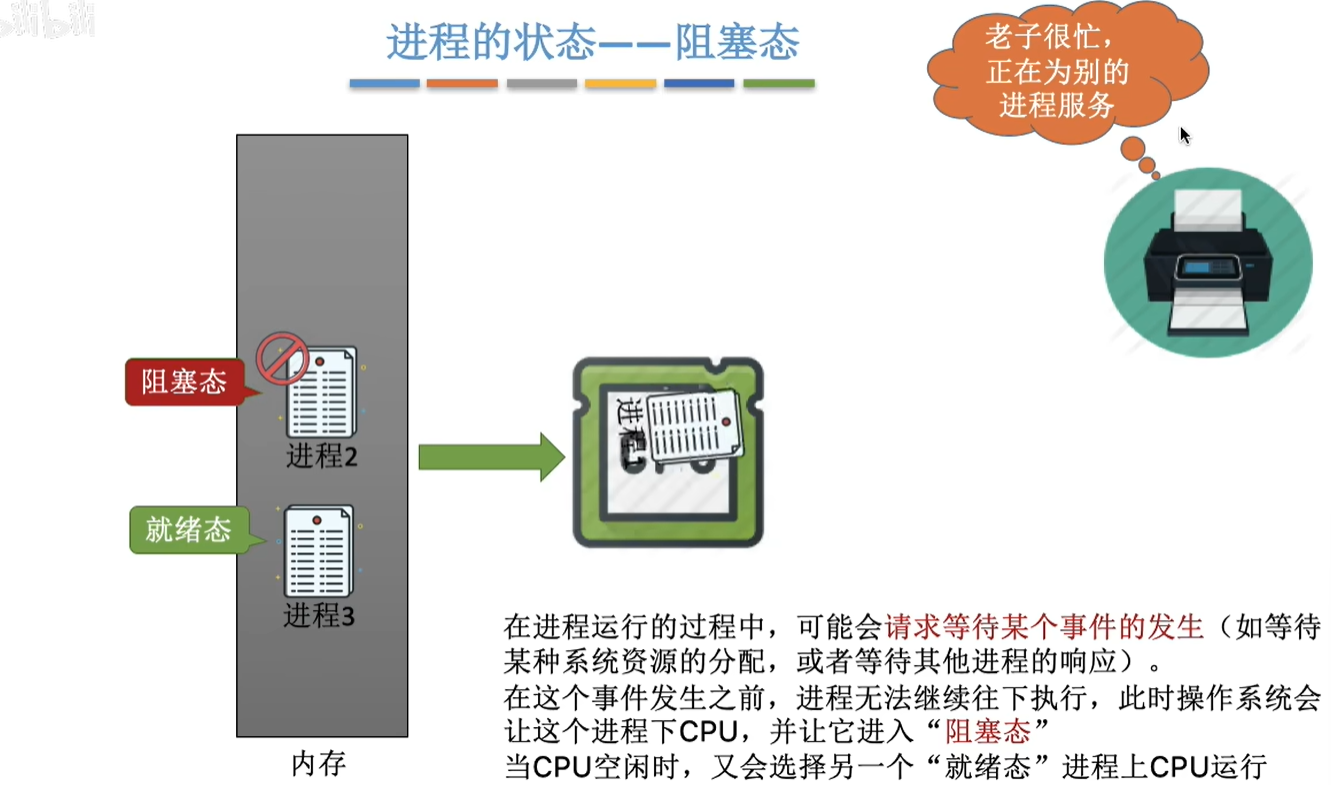 进程的状态——阻塞态
老子很忙，
正在为别的
进程服务
阻塞态
进程2
就绪态
进程3
内存
进程1
在进程运行的过程中，可能会请求等待某个事件的发生（如等待
某种系统资源的分配，或者等待其他进程的响应）。
在这个事件发生之前，进程无法继续往下执行，此时操作系统会
让这个进程下CPU，并让它进入“阻塞态”
当CPU空闲时，又会选择另一个“就绪态”进程上CPU运行